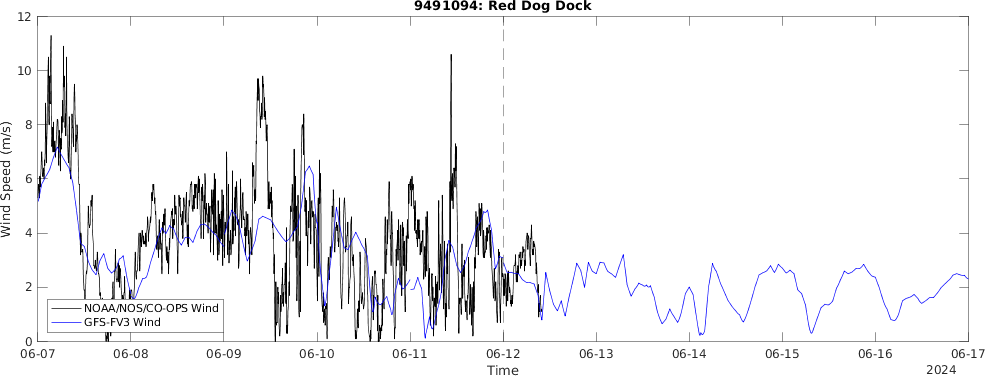 9491094: Red Dog Dock
12
10
8
6
4
2
0
Wind Speed (m/s)
NOAA/NOS/CO-OPS Wind
GFS-FV3 Wind
06-07 06-08 06-09 06-10 06-11 06-12 06-13 06-14 06-15 06-16 06-17
Time
2024